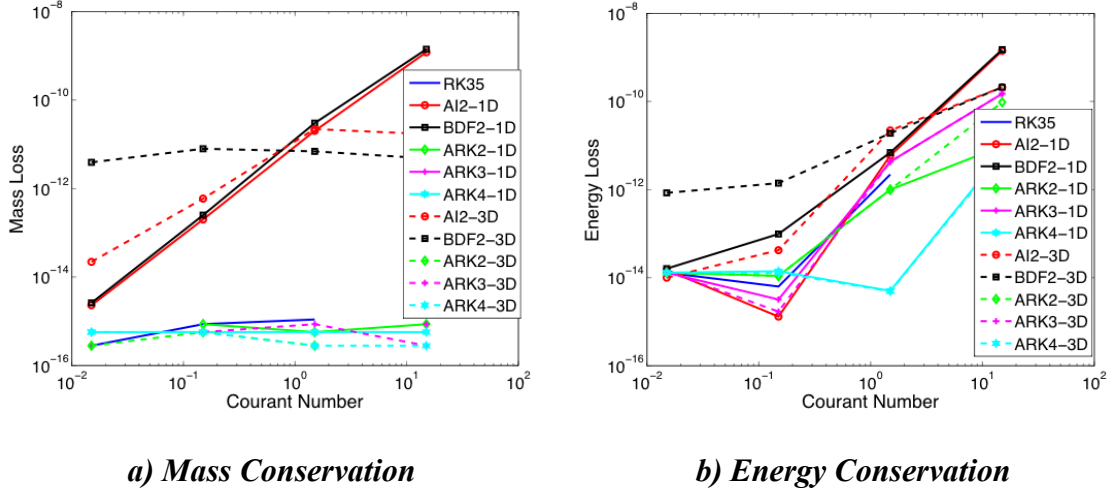 10^-8
10^-10
10^-12
10^-14
10^-16
Mass Loss
10^-2
10^-1
10^0
10^1
10^2
Courant Number
RK35
AI2-1D
BDF2-1D
ARK2-1D
ARK3-1D
ARK4-1D
AI2-3D
BDF2-3D
ARK2-3D
ARK3-3D
ARK4-3D
a) Mass Conservation
10^-8
10^-10
10^-12
10^-14
10^-16
Energy Loss
10^-2
10^-1
10^0
10^1
10^2
Courant Number
RK35
AI2-1D
BDF2-1D
ARK2-1D
ARK3-1D
ARK4-1D
AI2-3D
BDF2-3D
ARK2-3D
ARK3-3D
ARK4-3D
b) Energy Conservation